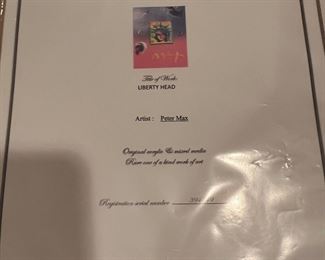 Title of Work:
LIBERTY HEAD
Artist : Peter Max
Original acrylic & mixed media
Rare one of a kind work of art
Registration serial number